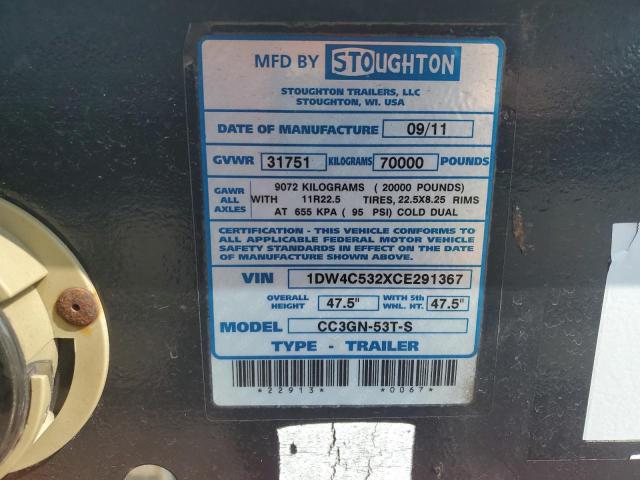 MFD BY STOUGHTON
STOUGHTON TRAILERS, LLC
STOUGHTON, WI. USA
DATE OF MANUFACTURE 09/11
GVWR 31751 KILOGRAMS 70000 POUNDS
GAWR ALL AXLES
9072 KILOGRAMS ( 20000 POUNDS)
WITH 11R22.5 TIRES, 22.5X8.25 RIMS
AT 655 KPA ( 95 PSI) COLD DUAL
CERTIFICATION - THIS VEHICLE CONFORMS TO
ALL APPLICABLE FEDERAL MOTOR VEHICLE
SAFETY STANDARDS IN EFFECT ON THE DATE
OF MANUFACTURE SHOWN ABOVE.
VIN 1DW4C532XCE291367
OVERALL HEIGHT 47.5" WITH 5th WHL. HT. 47.5"
MODEL CC3GN-53T-S
TYPE - TRAILER
*22913* *0067*